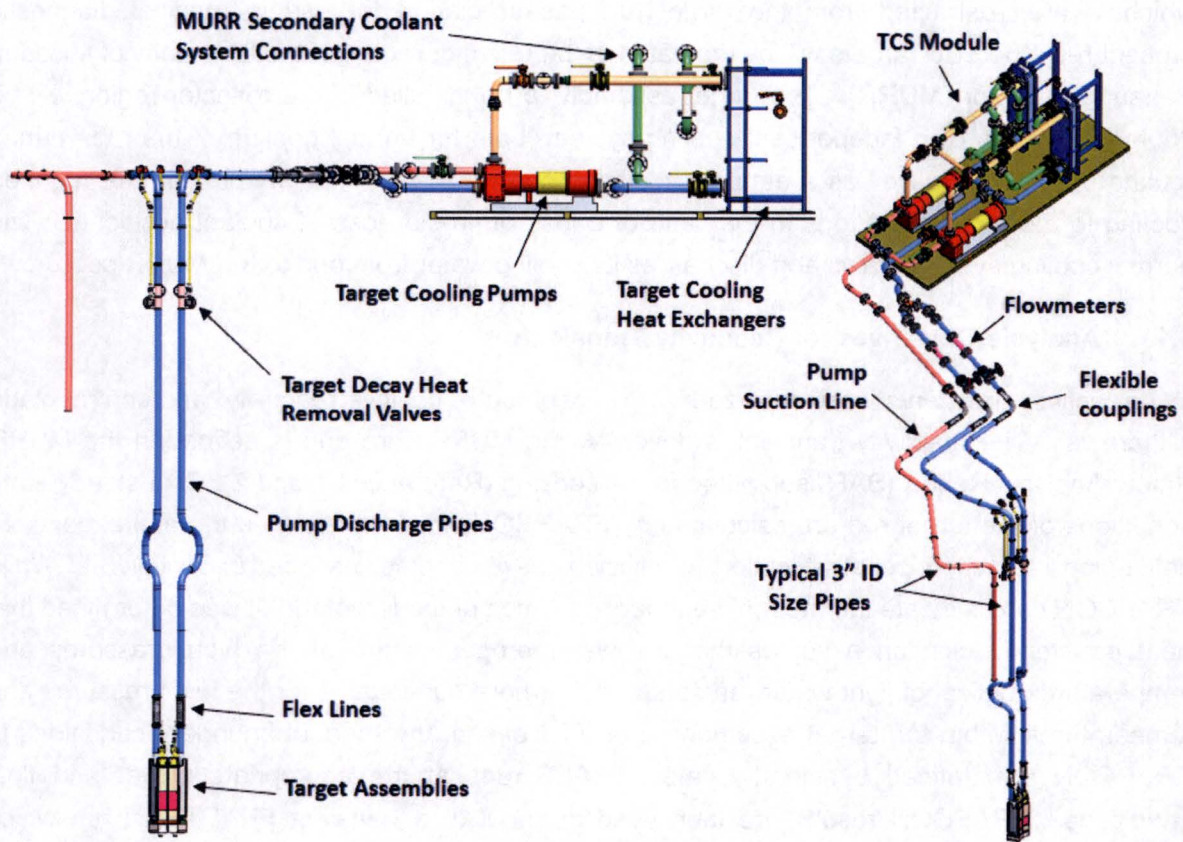 MURR Secondary Coolant
System Connections
TCS Module
Target Cooling Pumps
Target Cooling
Heat Exchangers
Flowmeters
Target Decay Heat
Removal Valves
Pump
Suction Line
Flexible
couplings
Pump Discharge Pipes
Typical 3” ID
Size Pipes
Flex Lines
Target Assemblies